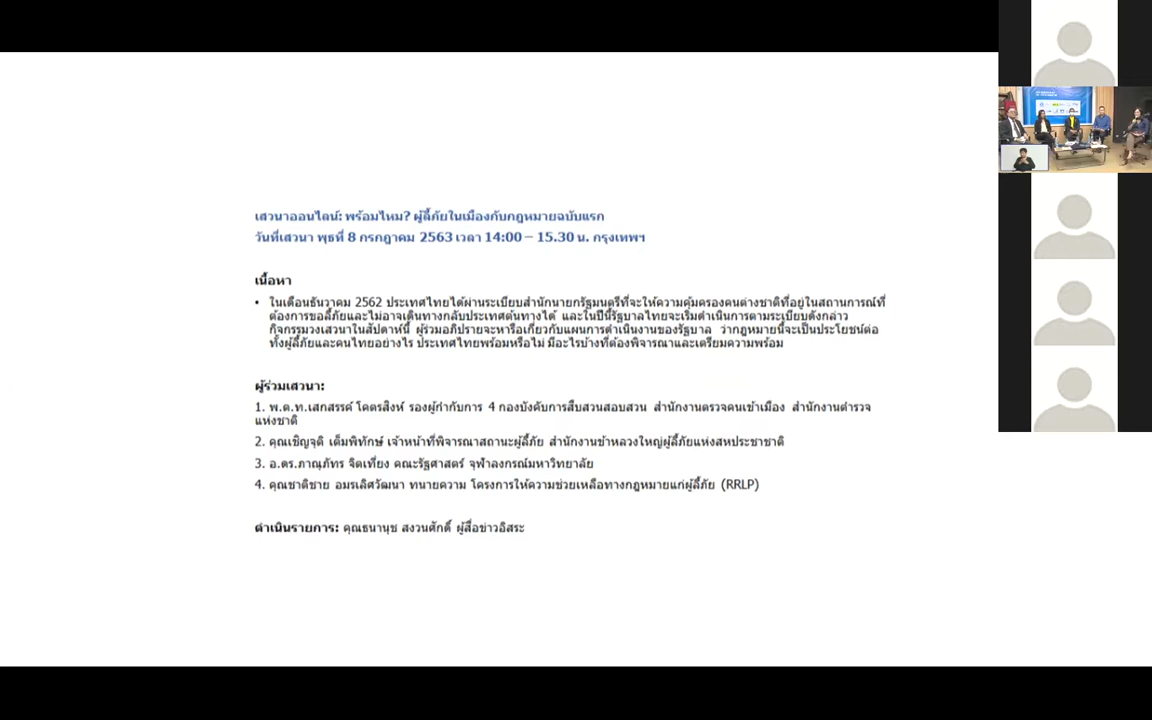 เสวนาออนไลน์: พร้อมไหม? ผู้ลี้ภัยในเมืองกับกฎหมายฉบับแรก
วันที่เสวนา พุธที่ 8 กรกฎาคม 2563 เวลา 14:00 – 15.30 น. กรุงเทพฯ
เนื้อหา
• ในเดือนธันวาคม 2562 ประเทศไทยได้ผ่านระเบียบสำนักนายกรัฐมนตรีที่จะให้ความคุ้มครองคนต่างชาติที่อยู่ในสถานการณ์ที่
ต้องการขอลี้ภัยและไม่อาจเดินทางกลับประเทศต้นทางได้ และในปีนี้รัฐบาลไทยจะเริ่มดำเนินการตามระเบียบดังกล่าว
กิจกรรมวงเสวนาในสัปดาห์นี้ ผู้ร่วมอภิปรายจะหารือเกี่ยวกับแผนการดำเนินงานของรัฐบาล ว่ากฎหมายนี้จะเป็นประโยชน์ต่อ
ทั้งผู้ลี้ภัยและคนไทยอย่างไร ประเทศไทยพร้อมหรือไม่ มีอะไรบ้างที่ต้องพิจารณาและเตรียมความพร้อม
ผู้ร่วมเสวนา:
1. พ.ต.ท.เสกสรรค์ โคตรสิงห์ รองผู้กำกับการ 4 กองบังคับการสืบสวนสอบสวน สำนักงานตรวจคนเข้าเมือง สำนักงานตำรวจ
แห่งชาติ
2. คุณเชิญจุติ เต็มพิทักษ์ เจ้าหน้าที่พิจารณาสถานะผู้ลี้ภัย สำนักงานข้าหลวงใหญ่ผู้ลี้ภัยแห่งสหประชาชาติ
3. อ.ดร.ภาณุภัทร จิตเที่ยง คณะรัฐศาสตร์ จุฬาลงกรณ์มหาวิทยาลัย
4. คุณชาติชาย อมรเลิศวัฒนา ทนายความ โครงการให้ความช่วยเหลือทางกฎหมายแก่ผู้ลี้ภัย (RRLP)
ดำเนินรายการ: คุณธนานุช สงวนศักดิ์ ผู้สื่อข่าวอิสระ